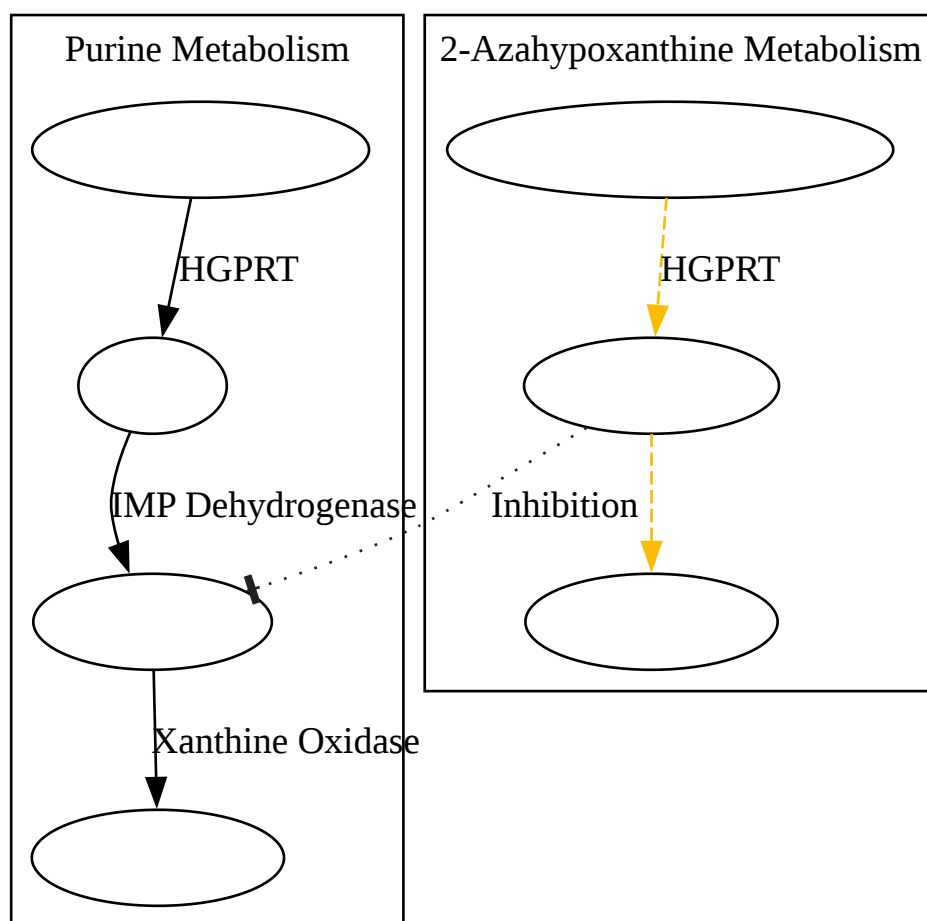 Purine Metabolism
2-Azahypoxanthine Metabolism
HGPRT
HGPRT
IMP Dehydrogenase
Inhibition
Xanthine Oxidase